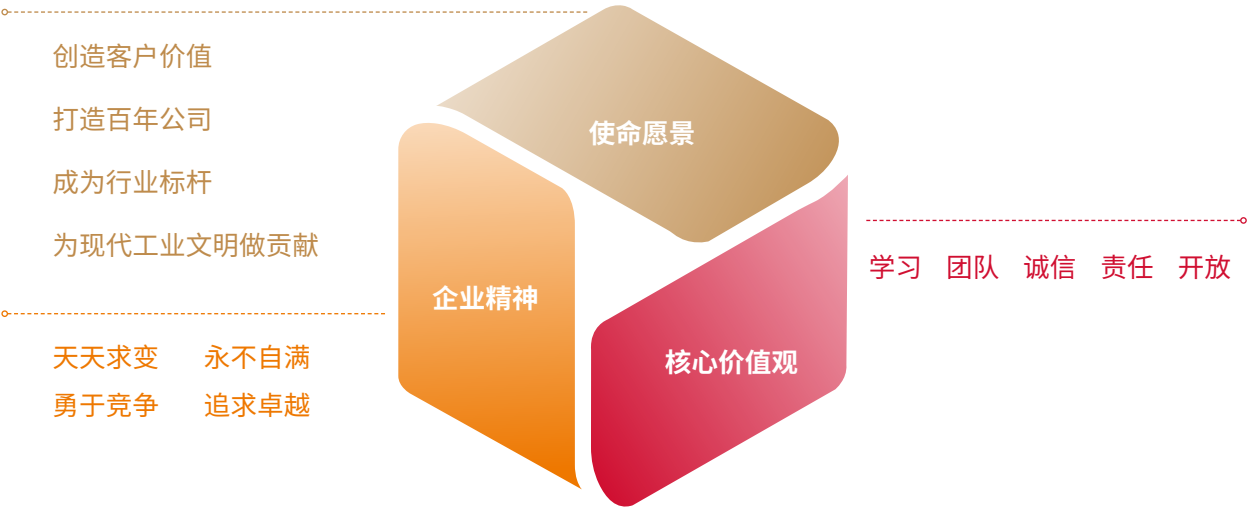 创造客户价值
打造百年公司
成为行业标杆
为现代工业文明做贡献
使命愿景
企业精神
天天求变 永不自满
勇于竞争 追求卓越
核心价值观
学习 团队 诚信 责任 开放